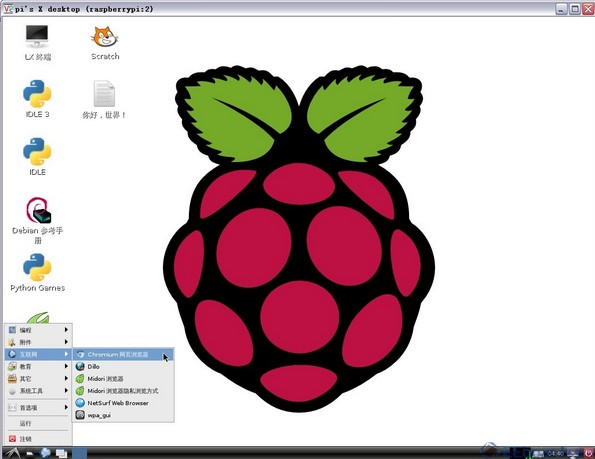 pi's X desktop (raspberrypi:2)
LX 终端
Scratch
IDLE 3
你好，世界！
IDLE
Debian 参考手
册
Python Games
编程
附件
互联网
教育
其它
系统工具
首选项
运行
注销
Chromium 网页浏览器
Dillo
Midori 浏览器
Midori 浏览器隐私浏览方式
NetSurf Web Browser
wpa_gui
04:40